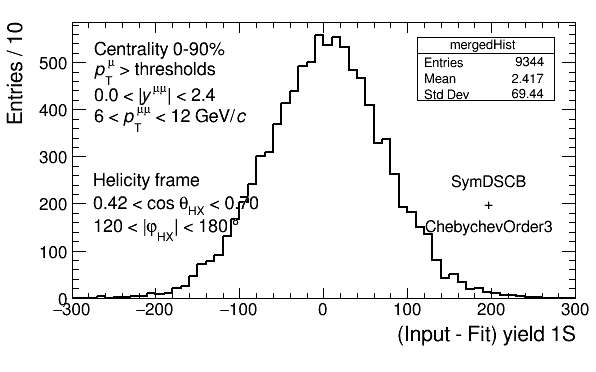 Entries / 10
Centrality 0-90%
p_T^μ > thresholds
0.0 < |y^μμ| < 2.4
6 < p_T^μμ < 12 GeV/c
Helicity frame
0.42 < cos θ_HX < 0.70
120 < |φ_HX| < 180 °
mergedHist
Entries 9344
Mean 2.417
Std Dev 69.44
SymDSCB
+
ChebychevOrder3
500
400
300
200
100
0
−300 −200 −100 0 100 200 300
(Input - Fit) yield 1S